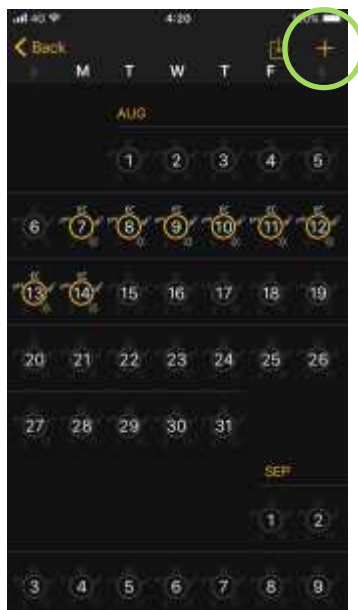 4G 4:20
Back
M T W T F
AUG
1 2 3 4 5
6 7 8 9 10 11 12
13 14 15 16 17 18 19
20 21 22 23 24 25 26
27 28 29 30 31
SEP
1 2
3 4 5 6 7 8 9